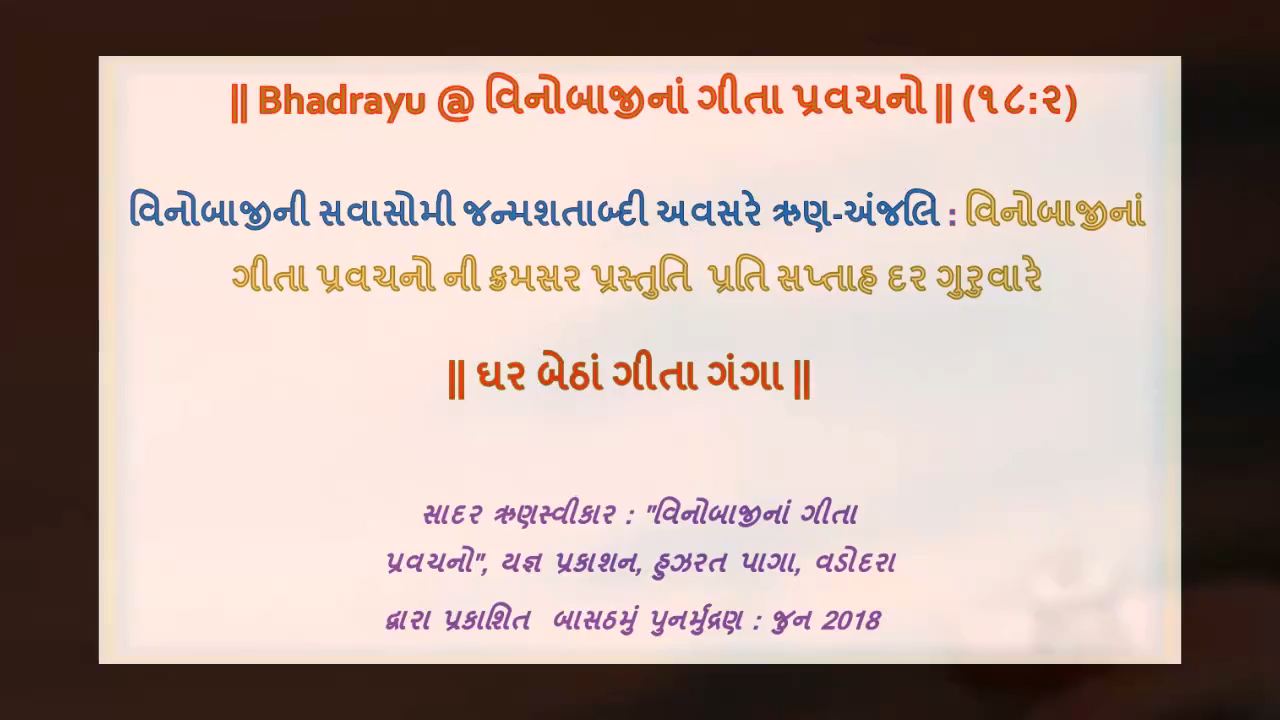 || Bhadrayu @ વિનોબાજીનાં ગીતા પ્રવચનો || (૧૮:૨)
વિનોબાજીની સવાસોમી જન્મશતાબ્દી અવસરે ઋણ-અંજલિ : વિનોબાજીનાં
ગીતા પ્રવચનો ની ક્રમસર પ્રસ્તુતિ પ્રતિ સપ્તાહ દર ગુરુવારે
|| ઘર બેઠાં ગીતા ગંગા ||
સાદર ઋણસ્વીકાર : "વિનોબાજીનાં ગીતા
પ્રવચનો", યજ્ઞ પ્રકાશન, હુઝરત પાગા, વડોદરા
દ્વારા પ્રકાશિત બાસઠમું પુનર્મુદ્રણ : જુન 2018